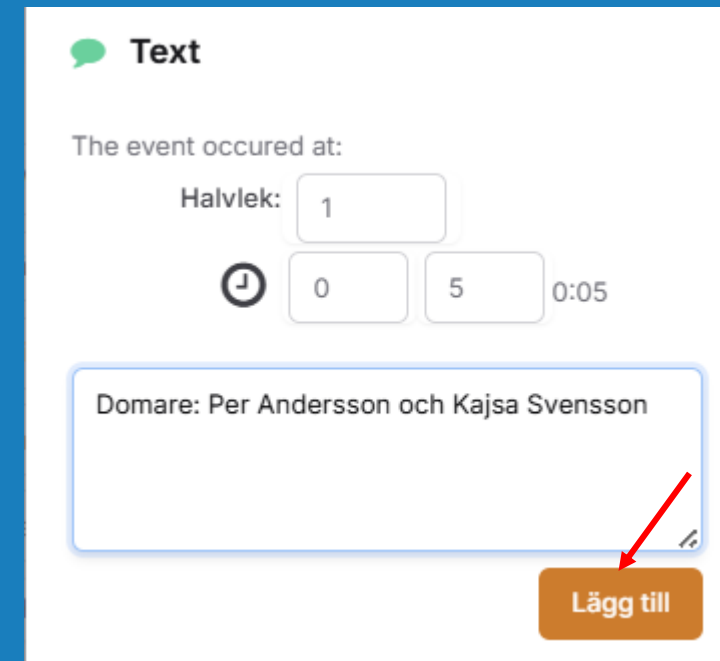 Text
The event occured at:
Halvlek: 1
0 5 0:05
Domare: Per Andersson och Kajsa Svensson
Lägg till